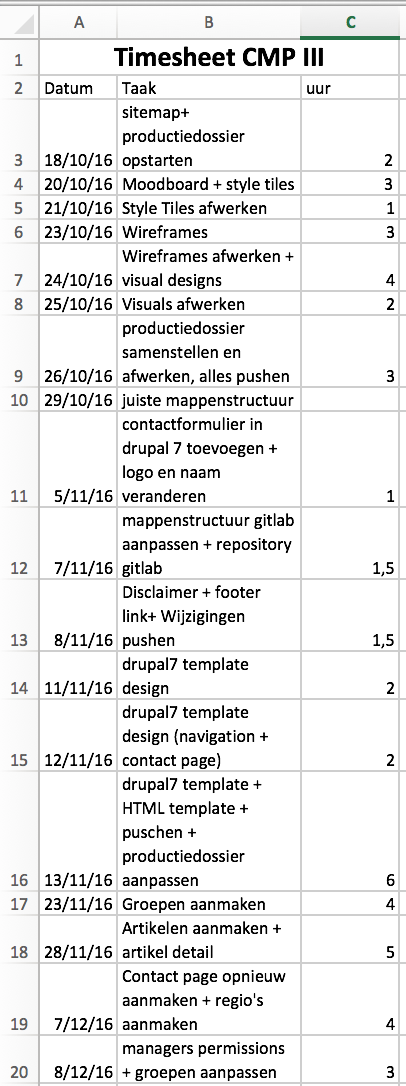 A B C
1 Timesheet CMP III
2 Datum Taak uur
sitemap+
productiedossier
3 18/10/16 opstarten 2
4 20/10/16 Moodboard + style tiles 3
5 21/10/16 Style Tiles afwerken 1
6 23/10/16 Wireframes 3
Wireframes afwerken +
7 24/10/16 visual designs 4
8 25/10/16 Visuals afwerken 2
productiedossier
samenstellen en
9 26/10/16 afwerken, alles pushen 3
10 29/10/16 juiste mappenstructuur
contactformulier in
drupal 7 toevoegen +
logo en naam
11 5/11/16 veranderen 1
mappenstructuur gitlab
aanpassen + repository
12 7/11/16 gitlab 1,5
Disclaimer + footer
link+ Wijzigingen
13 8/11/16 pushen 1,5
drupal7 template
14 11/11/16 design 2
drupal7 template
design (navigation +
15 12/11/16 contact page) 2
drupal7 template +
HTML template +
puschen +
productiedossier
16 13/11/16 aanpassen 6
17 23/11/16 Groepen aanmaken 4
Artikelen aanmaken +
18 28/11/16 artikel detail 5
Contact page opnieuw
aanmaken + regio's
19 7/12/16 aanmaken 4
managers permissions
20 8/12/16 + groepen aanpassen 3